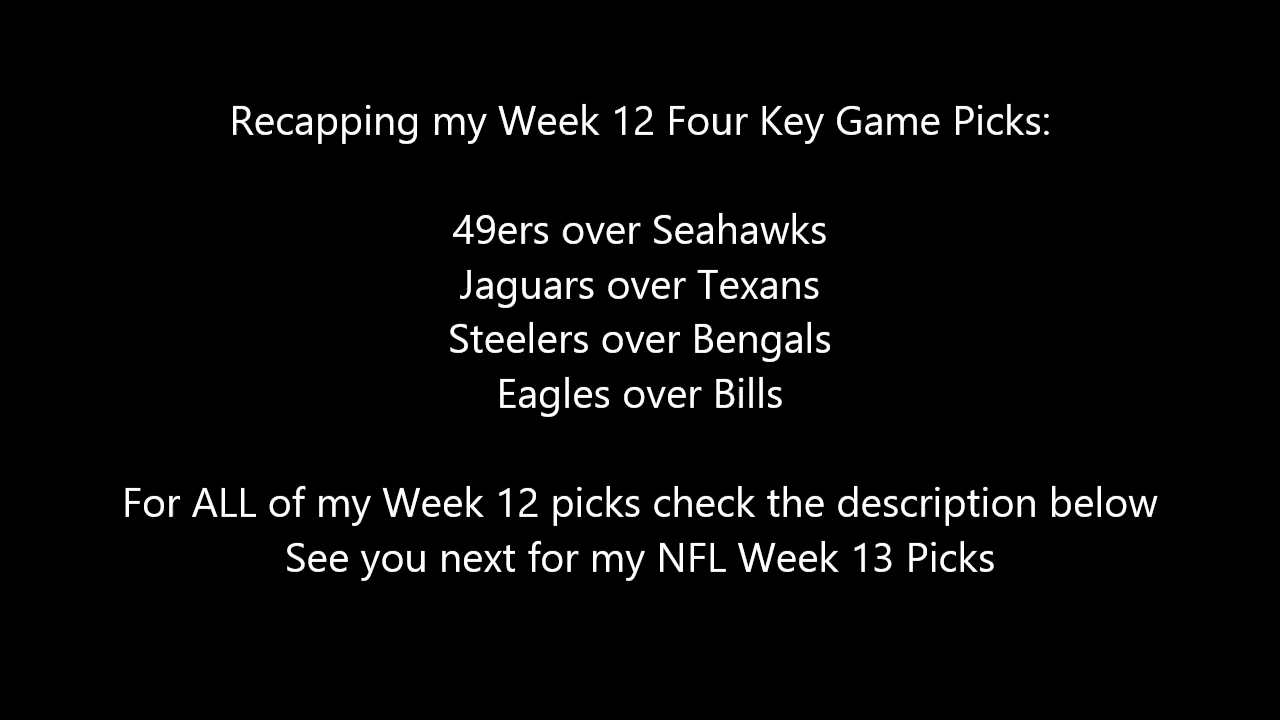 Recapping my Week 12 Four Key Game Picks:
49ers over Seahawks
Jaguars over Texans
Steelers over Bengals
Eagles over Bills
For ALL of my Week 12 picks check the description below
See you next for my NFL Week 13 Picks